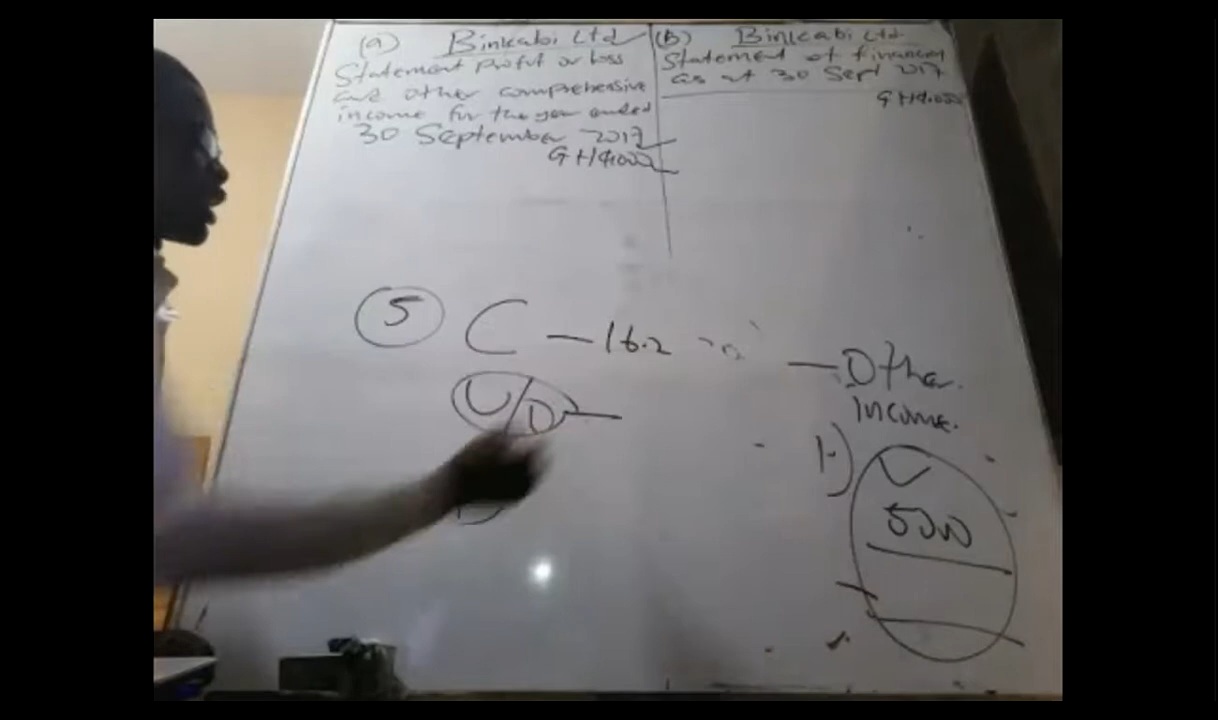 (a) Binkabi Ltd
Statement profit or loss
and other comprehensive
income for the year ended
30 September 2017
GH¢'000
(b) Binkabi Ltd
Statement of financial
as at 30 Sept 2017
GH¢'000
5 C — 16.2
U/D —
— Other
Income.
1.)